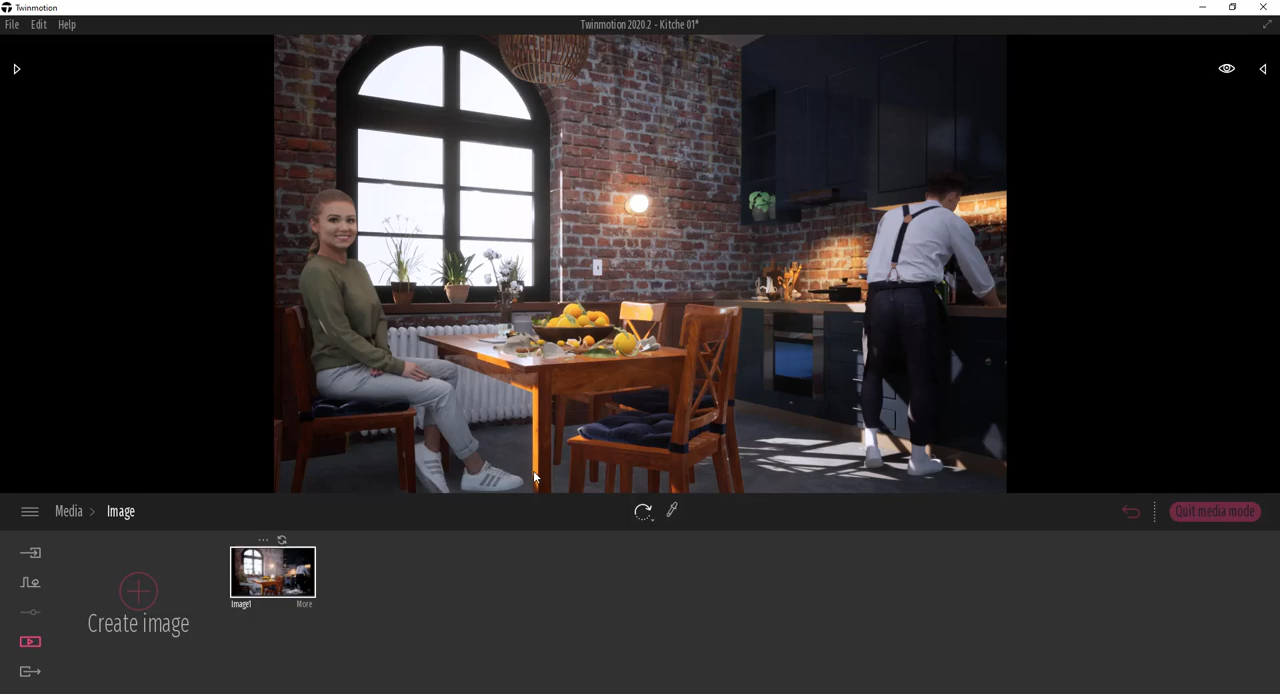 Twinmotion
File Edit Help
Twinmotion 2020.2 - Kitche 01*
Media > Image
Quit media mode
Create image
Image1 More